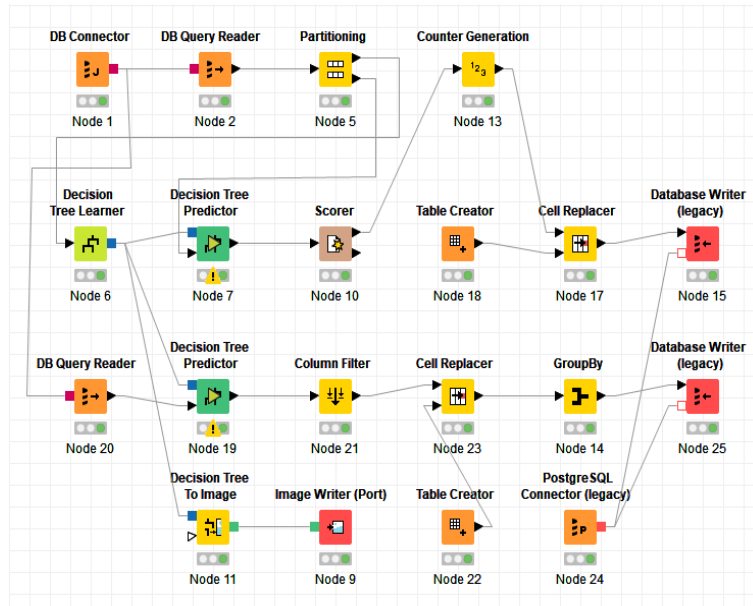 DB Connector DB Query Reader Partitioning Counter Generation
Node 1 Node 2 Node 5 Node 13
Decision Tree Learner
Decision Tree Predictor
Scorer
Table Creator
Cell Replacer
Database Writer (legacy)
Node 6 Node 7 Node 10 Node 18 Node 17 Node 15
DB Query Reader
Decision Tree Predictor
Column Filter
Cell Replacer
GroupBy
Database Writer (legacy)
Node 20 Node 19 Node 21 Node 23 Node 14 Node 25
Decision Tree To Image
Image Writer (Port)
Table Creator
PostgreSQL Connector (legacy)
Node 11 Node 9 Node 22 Node 24